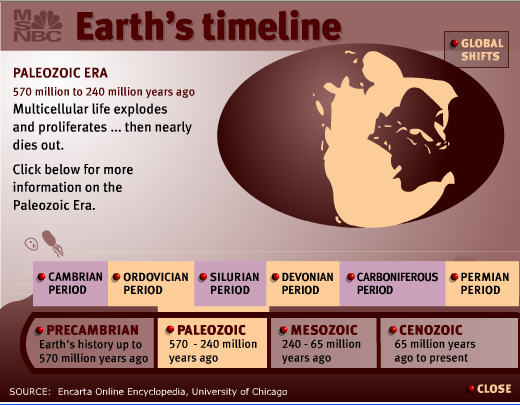 MSNBC
Earth's timeline
GLOBAL
SHIFTS
PALEOZOIC ERA
570 million to 240 million years ago
Multicellular life explodes
and proliferates ... then nearly
dies out.
Click below for more
information on the
Paleozoic Era.
CAMBRIAN
PERIOD
ORDOVICIAN
PERIOD
SILURIAN
PERIOD
DEVONIAN
PERIOD
CARBONIFEROUS
PERIOD
PERMIAN
PERIOD
PRECAMBRIAN
Earth's history up to
570 million years ago
PALEOZOIC
570 - 240 million
years ago
MESOZOIC
240 - 65 million
years ago
CENOZOIC
65 million years
ago to present
SOURCE: Encarta Online Encyclopedia, University of Chicago
CLOSE